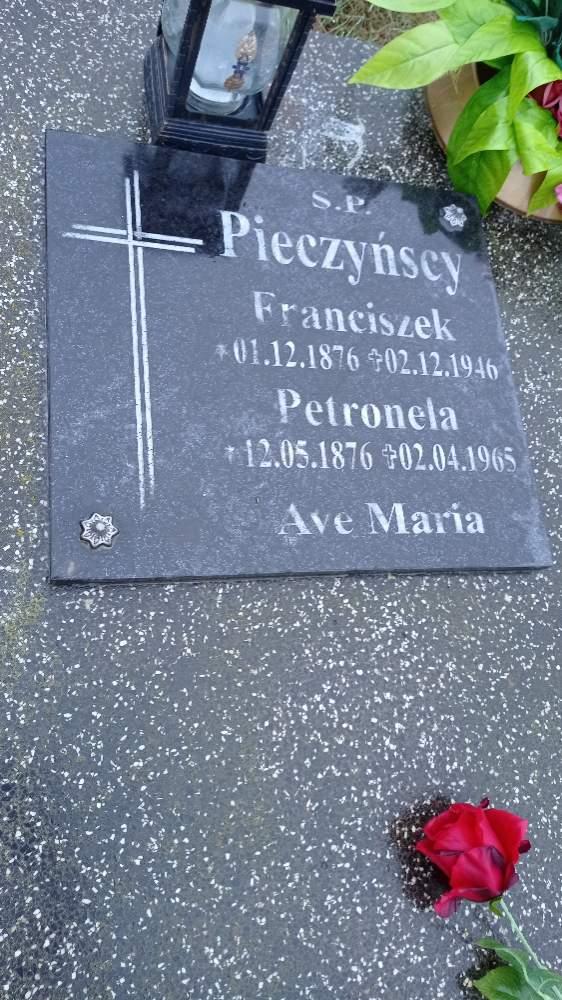 S.P.
Pieczyńscy
Franciszek
*01.12.1876 ✞02.12.1946
Petronela
*12.05.1876 ✞02.04.1965
Ave Maria